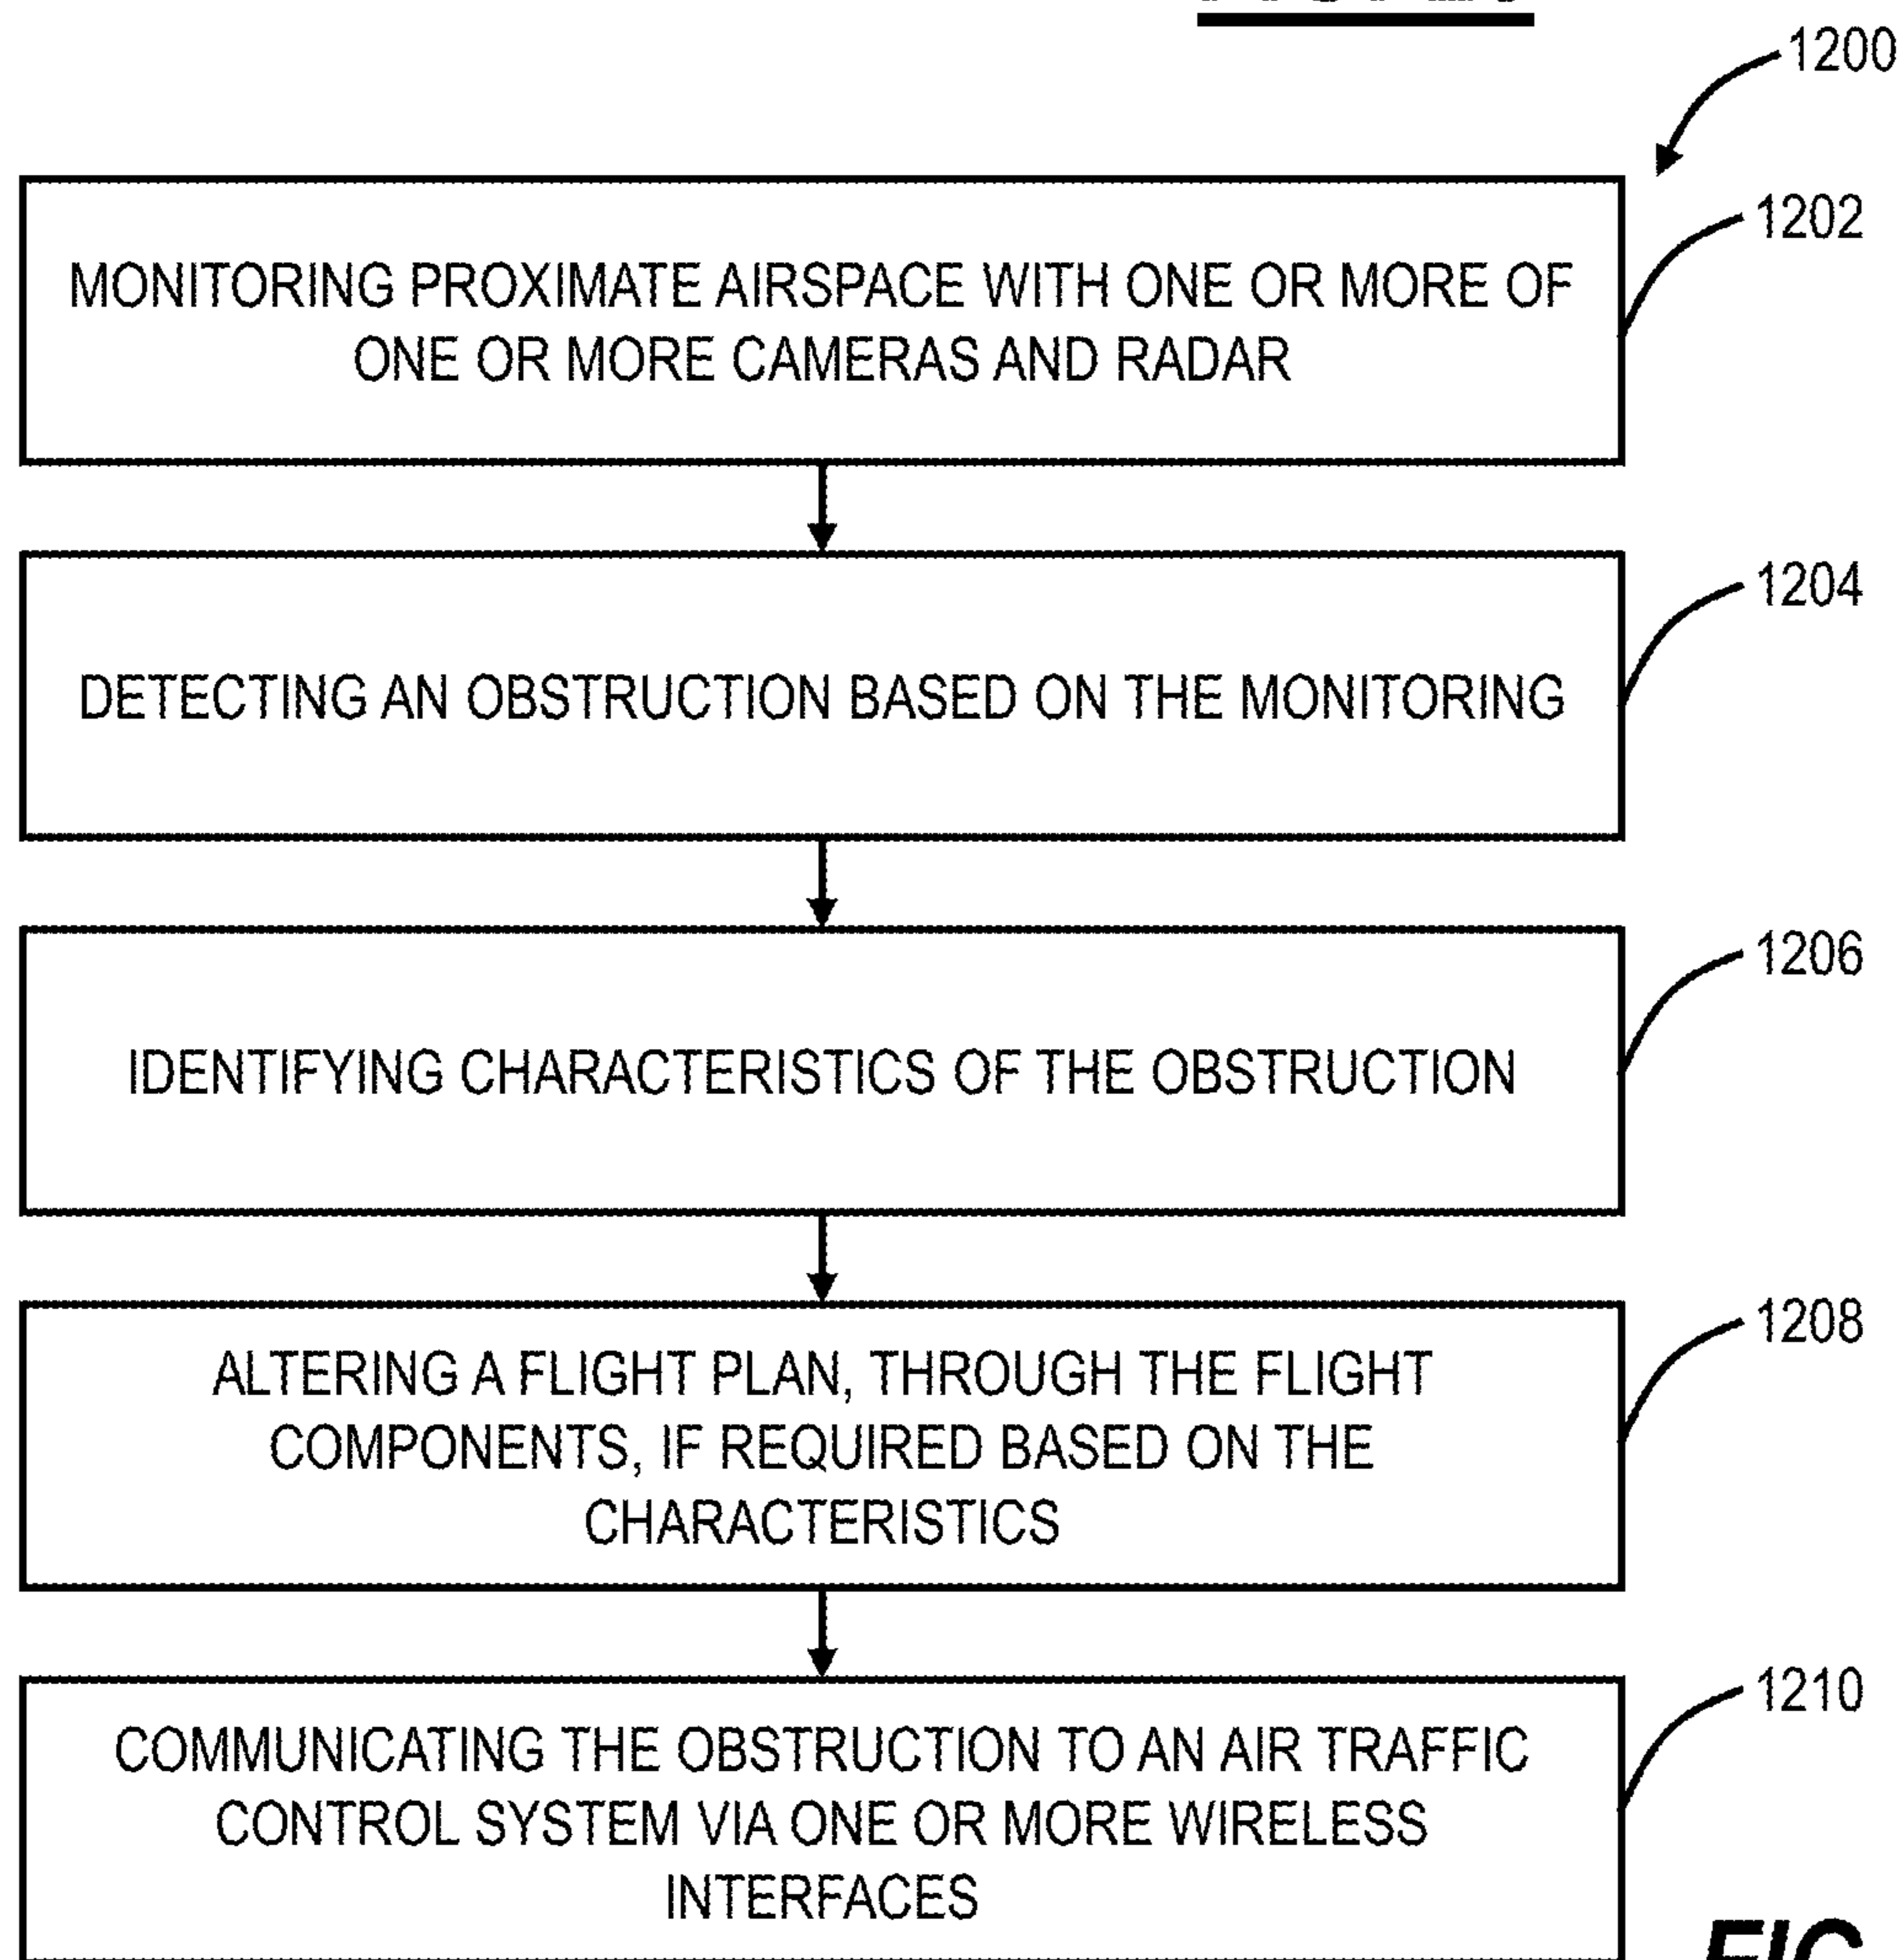 1200
MONITORING PROXIMATE AIRSPACE WITH ONE OR MORE OF
ONE OR MORE CAMERAS AND RADAR
1202
DETECTING AN OBSTRUCTION BASED ON THE MONITORING
1204
IDENTIFYING CHARACTERISTICS OF THE OBSTRUCTION
1206
ALTERING A FLIGHT PLAN, THROUGH THE FLIGHT
COMPONENTS, IF REQUIRED BASED ON THE
CHARACTERISTICS
1208
COMMUNICATING THE OBSTRUCTION TO AN AIR TRAFFIC
CONTROL SYSTEM VIA ONE OR MORE WIRELESS
INTERFACES
1210
FIG